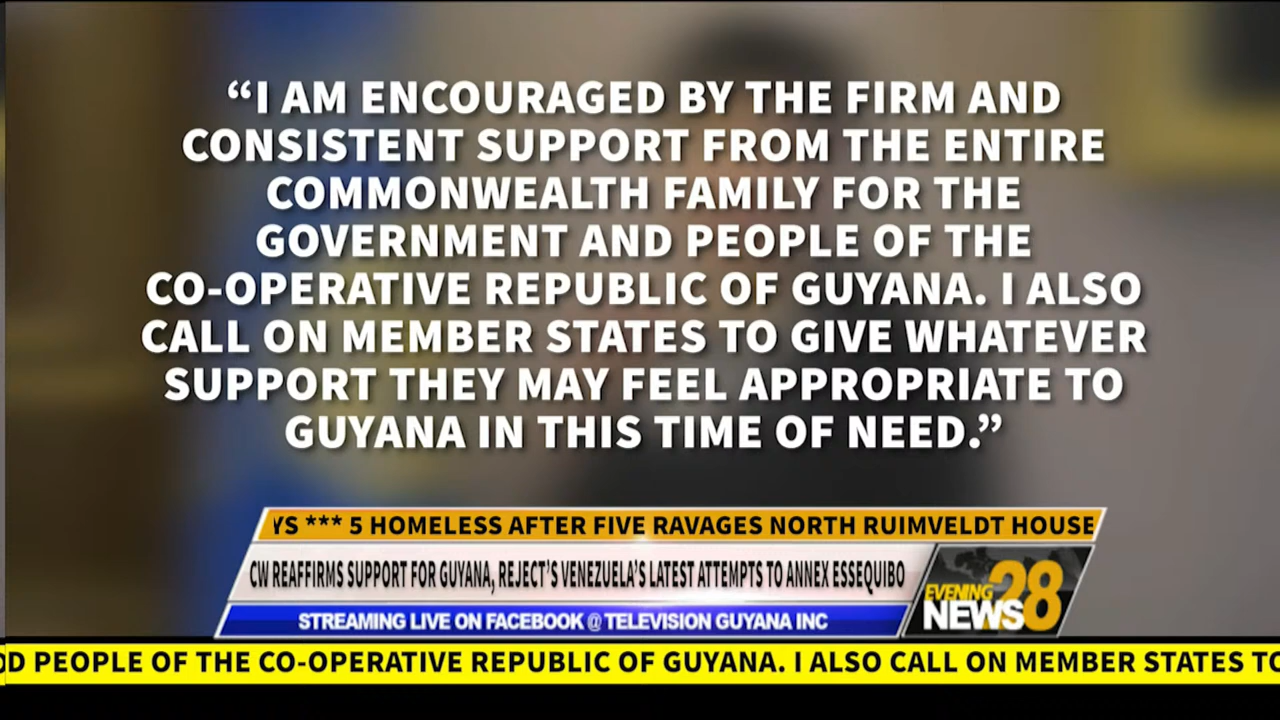 “I AM ENCOURAGED BY THE FIRM AND
CONSISTENT SUPPORT FROM THE ENTIRE
COMMONWEALTH FAMILY FOR THE
GOVERNMENT AND PEOPLE OF THE
CO-OPERATIVE REPUBLIC OF GUYANA. I ALSO
CALL ON MEMBER STATES TO GIVE WHATEVER
SUPPORT THEY MAY FEEL APPROPRIATE TO
GUYANA IN THIS TIME OF NEED.”
YS *** 5 HOMELESS AFTER FIVE RAVAGES NORTH RUIMVELDT HOUSE
CW REAFFIRMS SUPPORT FOR GUYANA, REJECT'S VENEZUELA'S LATEST ATTEMPTS TO ANNEX ESSEQUIBO
STREAMING LIVE ON FACEBOOK @ TELEVISION GUYANA INC
EVENING
NEWS 28
D PEOPLE OF THE CO-OPERATIVE REPUBLIC OF GUYANA. I ALSO CALL ON MEMBER STATES TO